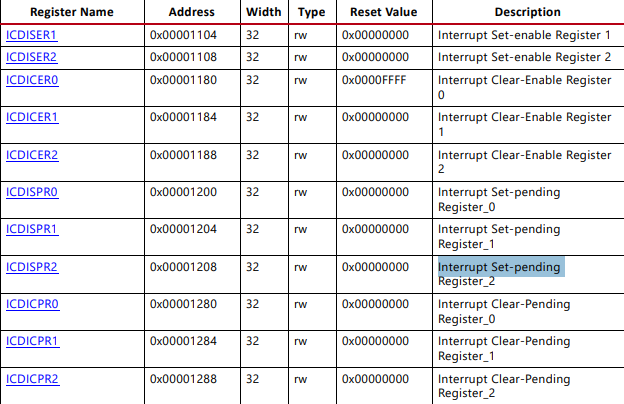 Register Name Address Width Type Reset Value Description
ICDISER1 0x00001104 32 rw 0x00000000 Interrupt Set-enable Register 1
ICDISER2 0x00001108 32 rw 0x00000000 Interrupt Set-enable Register 2
ICDICER0 0x00001180 32 rw 0x0000FFFF Interrupt Clear-Enable Register
0
ICDICER1 0x00001184 32 rw 0x00000000 Interrupt Clear-Enable Register
1
ICDICER2 0x00001188 32 rw 0x00000000 Interrupt Clear-Enable Register
2
ICDISPR0 0x00001200 32 rw 0x00000000 Interrupt Set-pending
Register_0
ICDISPR1 0x00001204 32 rw 0x00000000 Interrupt Set-pending
Register_1
ICDISPR2 0x00001208 32 rw 0x00000000 Interrupt Set-pending
Register_2
ICDICPR0 0x00001280 32 rw 0x00000000 Interrupt Clear-Pending
Register_0
ICDICPR1 0x00001284 32 rw 0x00000000 Interrupt Clear-Pending
Register_1
ICDICPR2 0x00001288 32 rw 0x00000000 Interrupt Clear-Pending
Register_2